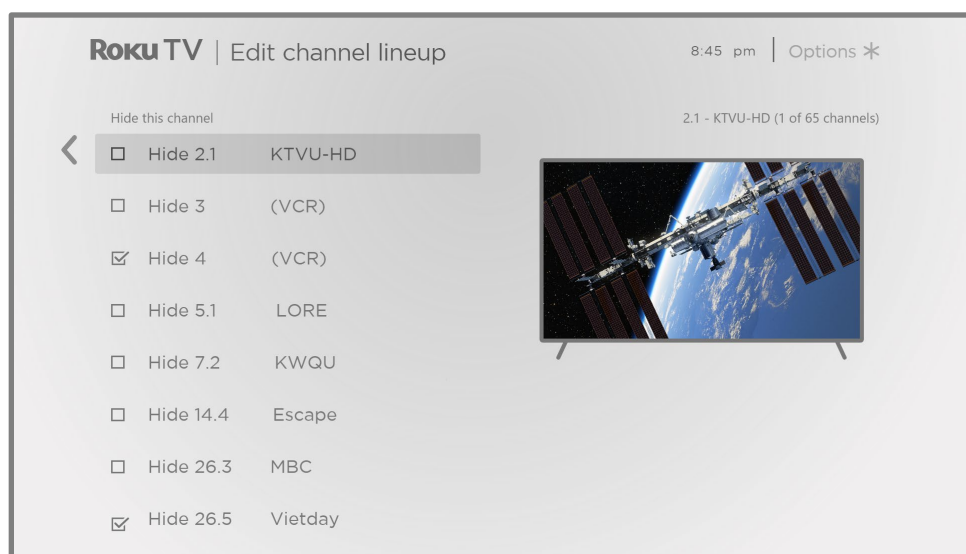 Roku TV | Edit channel lineup
8:45 pm | Options *
Hide this channel
2.1 - KTVU-HD (1 of 65 channels)
Hide 2.1 KTVU-HD
Hide 3 (VCR)
Hide 4 (VCR)
Hide 5.1 LORE
Hide 7.2 KWQU
Hide 14.4 Escape
Hide 26.3 MBC
Hide 26.5 Vietday